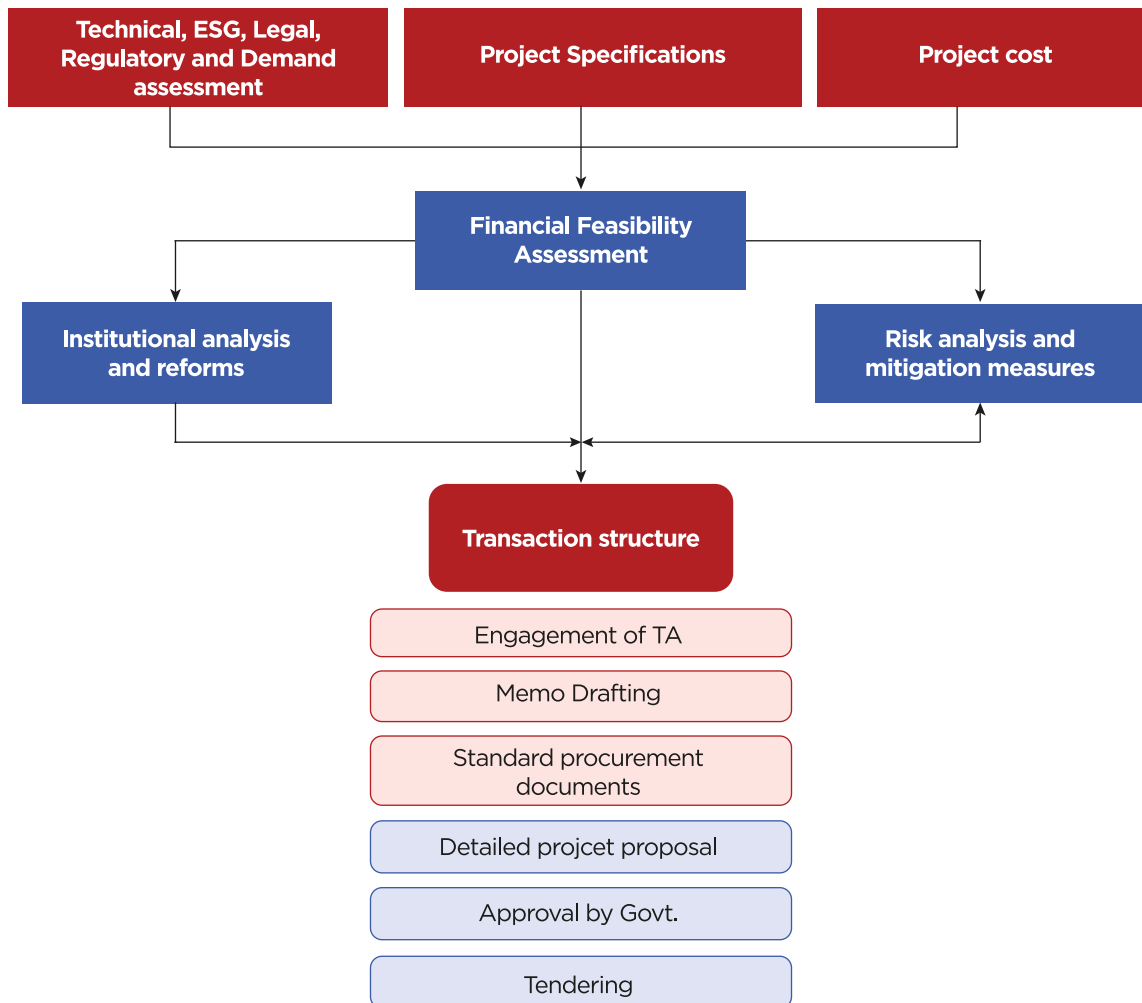 Technical, ESG, Legal,
Regulatory and Demand
assessment
Project Specifications
Project cost
Financial Feasibility
Assessment
Institutional analysis
and reforms
Risk analysis and
mitigation measures
Transaction structure
Engagement of TA
Memo Drafting
Standard procurement
documents
Detailed projcet proposal
Approval by Govt.
Tendering